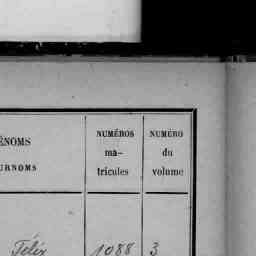 ÉNOMS
URNOMS
NUMÉROS
ma-
tricules
NUMÉRO
du
volume
Félix 1088 3